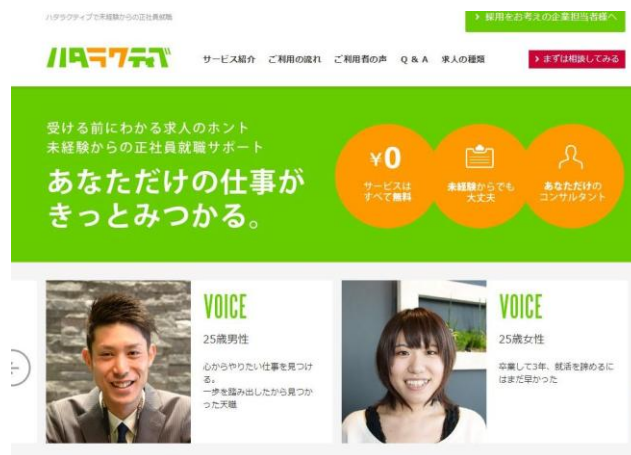 ハタラクティブで未経験からの正社員就職
> 採用をお考えの企業担当者様へ
ハタラクティブ
サービス紹介 ご利用の流れ ご利用者の声 Q & A 求人の種類
> まずは相談してみる
受ける前にわかる求人のホント
未経験からの正社員就職サポート
あなただけの仕事が
きっとみつかる。
¥0
サービスは
すべて無料
未経験からでも
大丈夫
あなただけの
コンサルタント
VOICE
25歳男性
心からやりたい仕事を見つけ
る。
一歩を踏み出したから見つか
った天職
VOICE
25歳女性
卒業して3年、就活を諦めるに
はまだ早かった